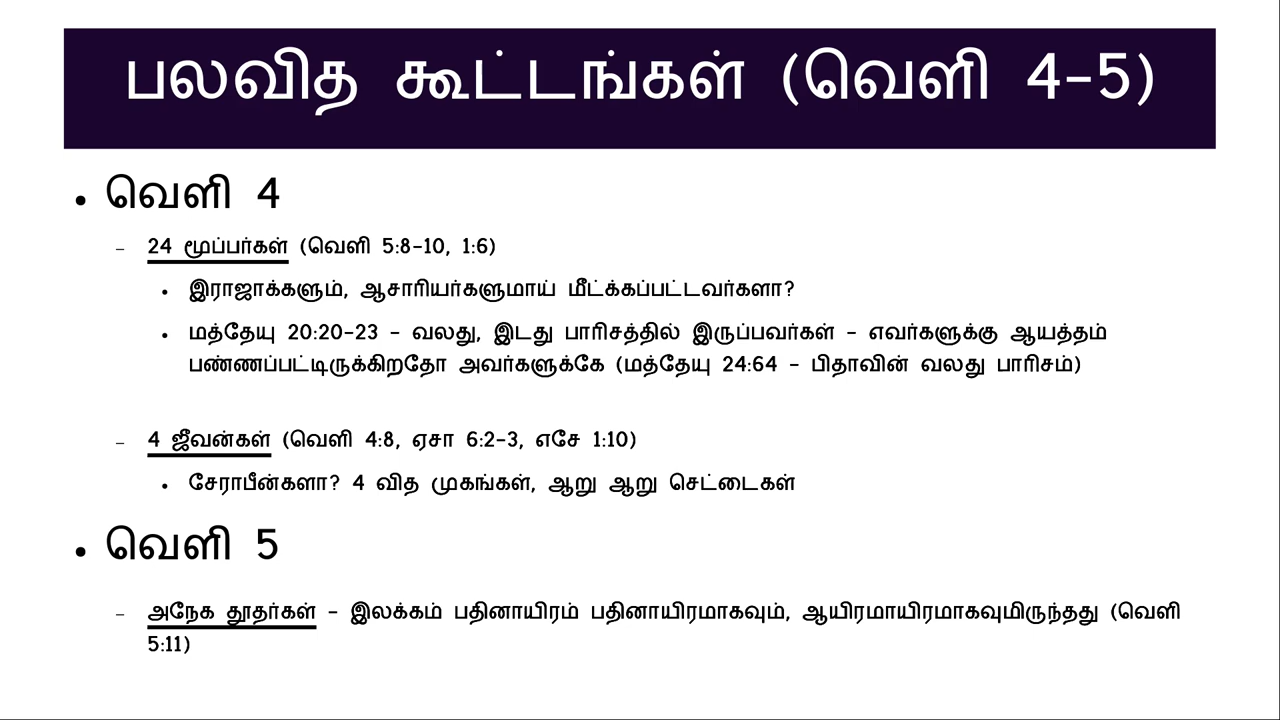 பலவித கூட்டங்கள் (வெளி 4-5)
• வெளி 4
– 24 மூப்பர்கள் (வெளி 5:8-10, 1:6)
• இராஜாக்களும், ஆசாரியர்களுமாய் மீட்க்கப்பட்டவர்களா?
• மத்தேயு 20:20-23 - வலது, இடது பாரிசத்தில் இருப்பவர்கள் - எவர்களுக்கு ஆயத்தம்
பண்ணப்பட்டிருக்கிறதோ அவர்களுக்கே (மத்தேயு 24:64 - பிதாவின் வலது பாரிசம்)
– 4 ஜீவன்கள் (வெளி 4:8, ஏசா 6:2-3, எசே 1:10)
• சேராபீன்களா? 4 வித முகங்கள், ஆறு ஆறு செட்டைகள்
• வெளி 5
– அநேக தூதர்கள் - இலக்கம் பதினாயிரம் பதினாயிரமாகவும், ஆயிரமாயிரமாகவுமிருந்தது (வெளி
5:11)